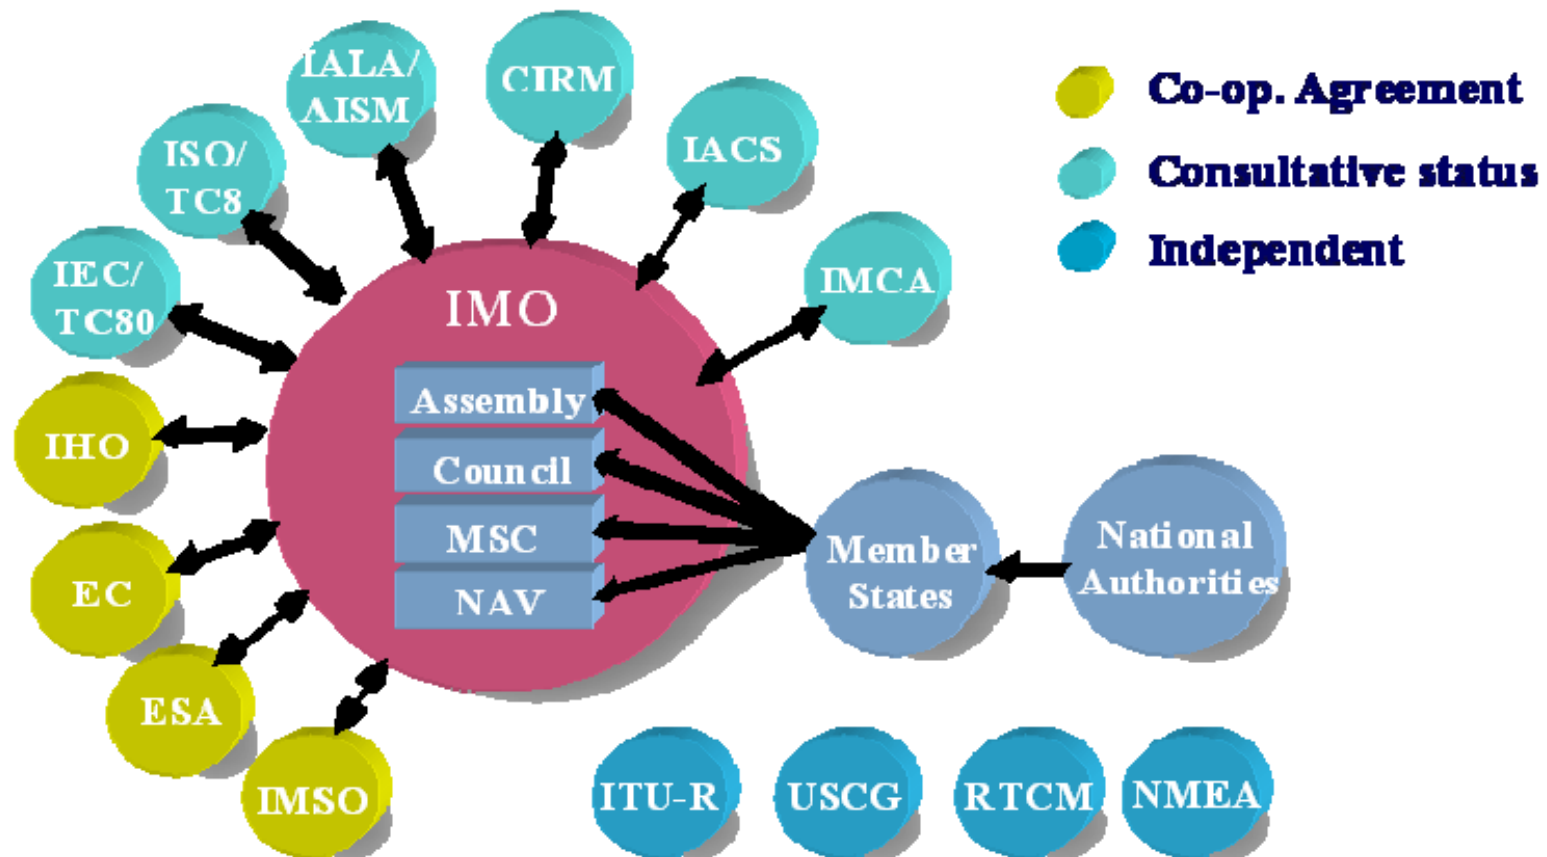 IALA/
AISM
CIRM
IACS
ISO/
TC8
IEC/
TC80
IMCA
IHO
EC
ESA
IMSO
IMO
Assembly
Council
MSC
NAV
Member
States
National
Authorities
ITU-R
USCG
RTCM
NMEA
Co-op. Agreement
Consultative status
Independent